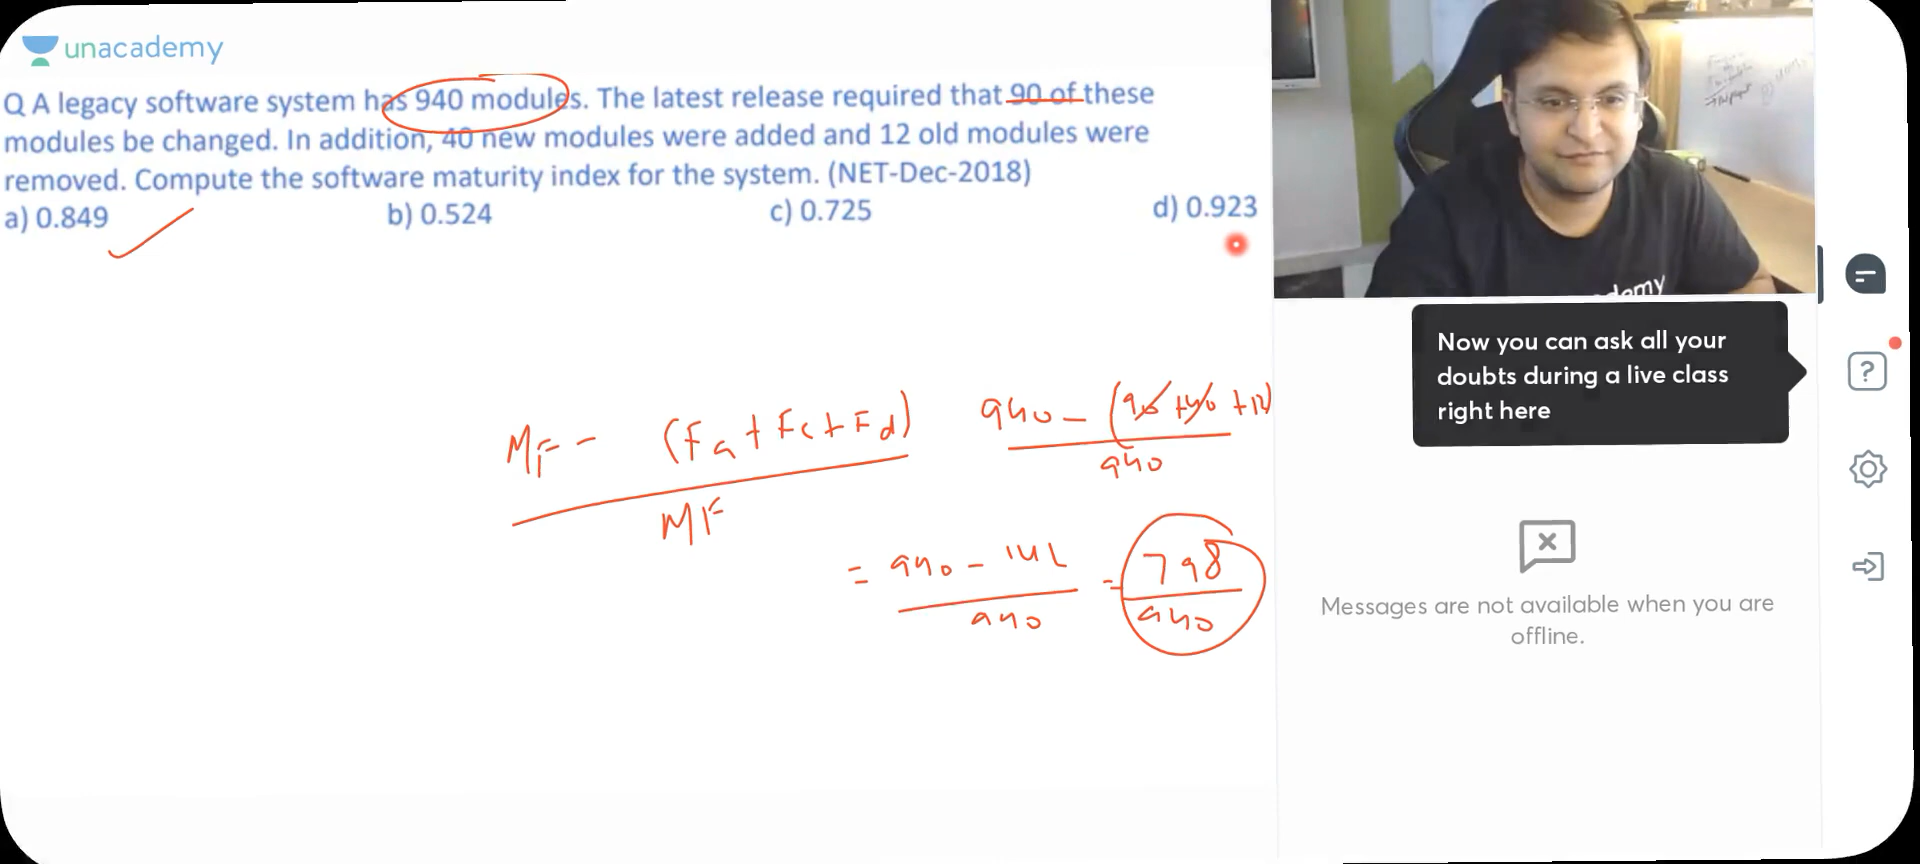 unacademy
Q A legacy software system has 940 modules. The latest release required that 90 of these
modules be changed. In addition, 40 new modules were added and 12 old modules were
removed. Compute the software maturity index for the system. (NET-Dec-2018)
a) 0.849 b) 0.524 c) 0.725 d) 0.923
MF - (Fa + Fc + Fd)
MF
940 - (90 + 40 + 12)
940
= 940 - 142
940
= 798
940
Now you can ask all your
doubts during a live class
right here
Messages are not available when you are
offline.